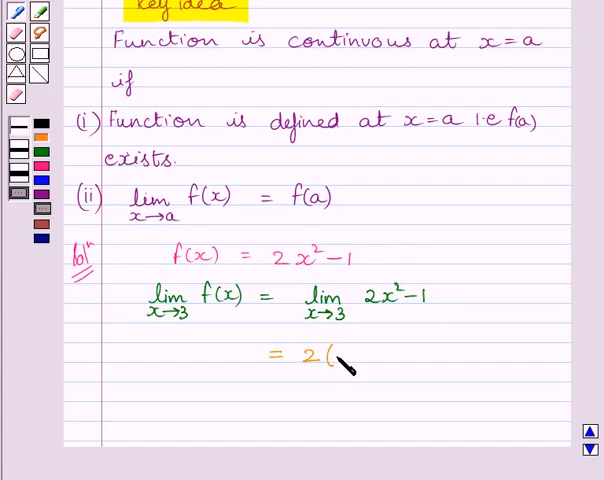 key idea
Function is continuous at x=a
if
(i) Function is defined at x=a i.e f(a)
exists.
(ii) lim x→a f(x) = f(a)
Solⁿ f(x) = 2x²-1
lim x→3 f(x) = lim x→3 2x²-1
= 2(